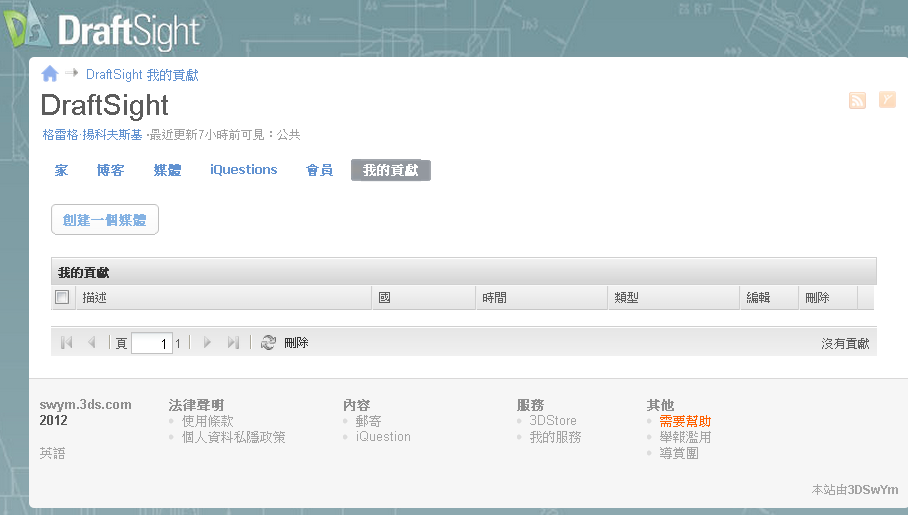 DraftSight
DraftSight 我的貢獻
DraftSight
格雷格·揚科夫斯基 -最近更新7小時前可見：公共
家 博客 媒體 iQuestions 會員 我的貢獻
創建一個媒體
我的貢獻
描述 國 時間 類型 編輯 刪除
頁 1 1 刪除 沒有貢獻
swym.3ds.com 法律聲明 內容 服務 其他
2012 使用條款 郵寄 3DStore 需要幫助
個人資料私隱政策 iQuestion 我的服務 舉報濫用
英語 導賞團
本站由3DSwYm